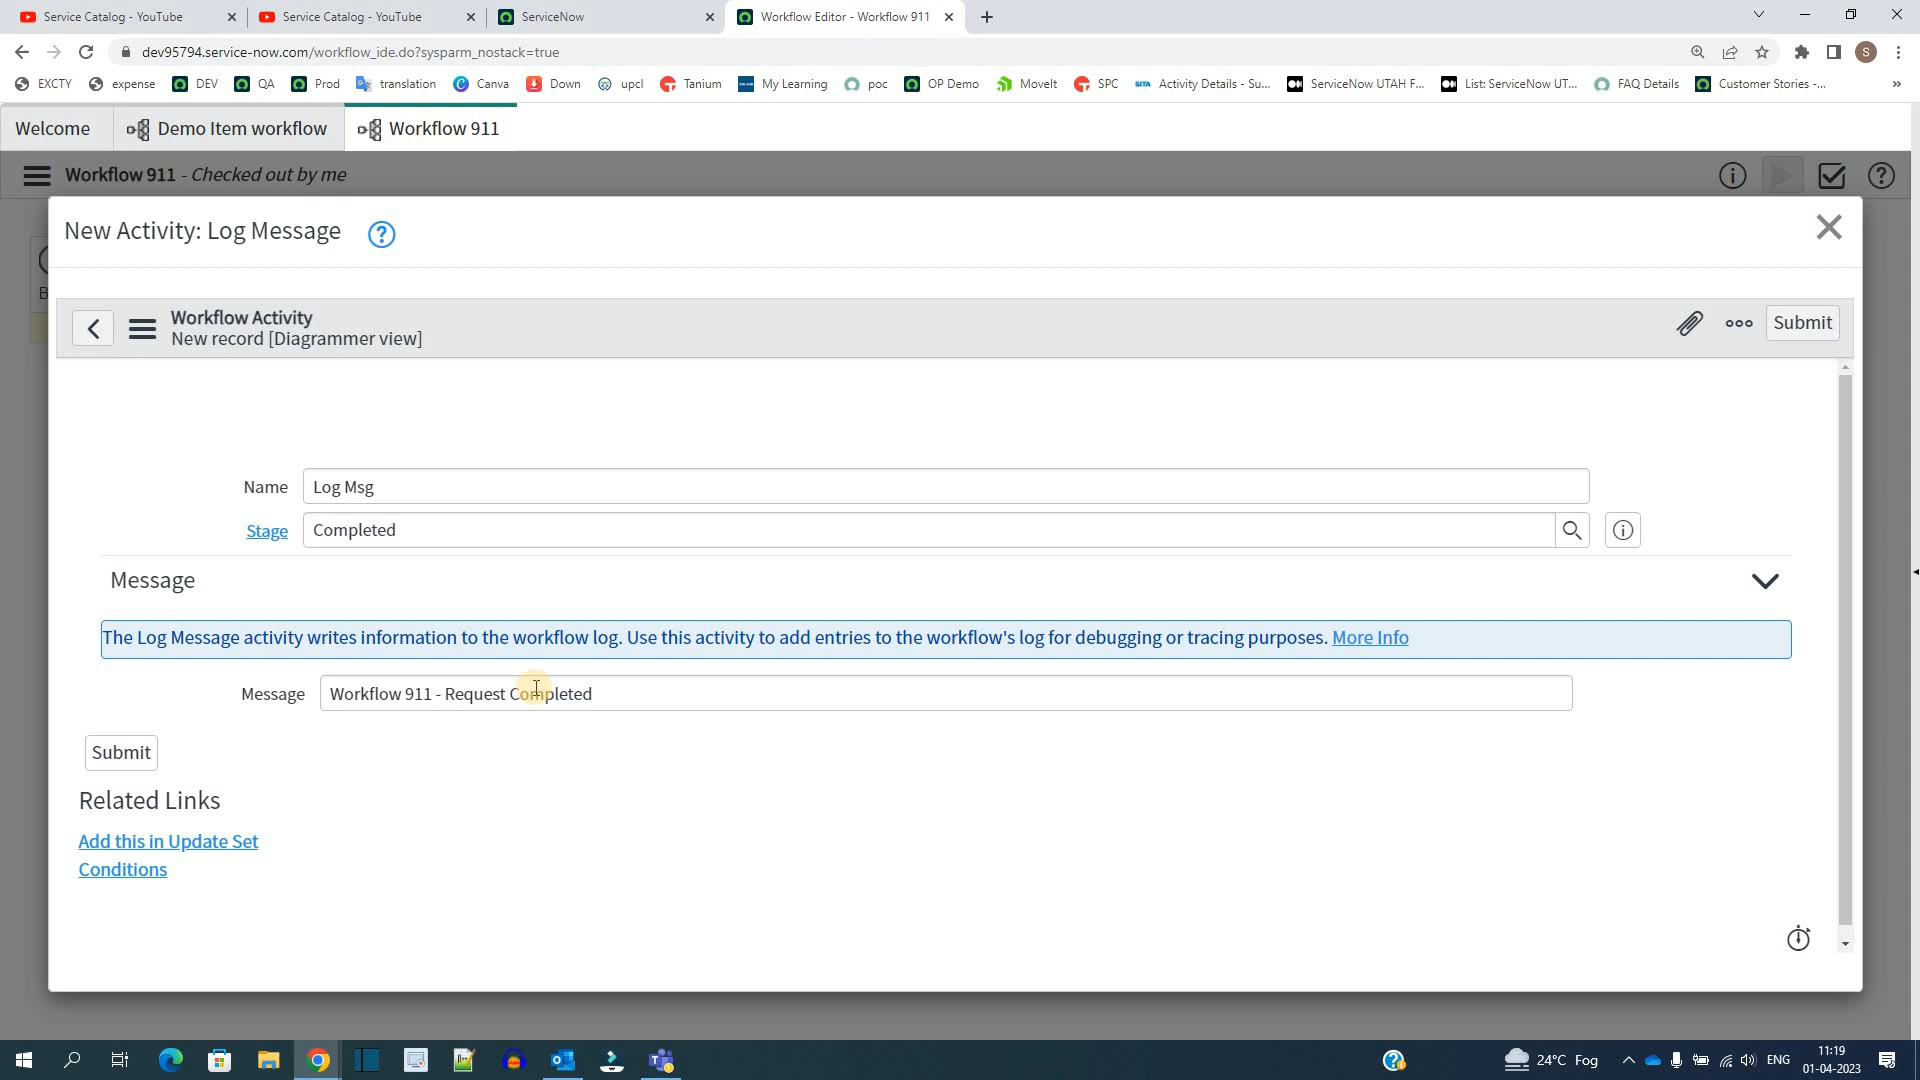 Service Catalog - YouTube
Service Catalog - YouTube
ServiceNow
Workflow Editor - Workflow 911
dev95794.service-now.com/workflow_ide.do?sysparm_nostack=true
S
EXCTY
expense
DEV
QA
Prod
translation
Canva
Down
upcl
Tanium
My Learning
poc
OP Demo
MoveIt
SPC
SITA Activity Details - Su...
ServiceNow UTAH F...
List: ServiceNow UT...
FAQ Details
Customer Stories -...
Welcome
Demo Item workflow
Workflow 911
Workflow 911 - Checked out by me
New Activity: Log Message
Workflow Activity
New record [Diagrammer view]
Submit
Name Log Msg
Stage Completed
Message
The Log Message activity writes information to the workflow log. Use this activity to add entries to the workflow's log for debugging or tracing purposes. More Info
Message Workflow 911 - Request Completed
Submit
Related Links
Add this in Update Set
Conditions
24°C Fog
ENG
11:19
01-04-2023